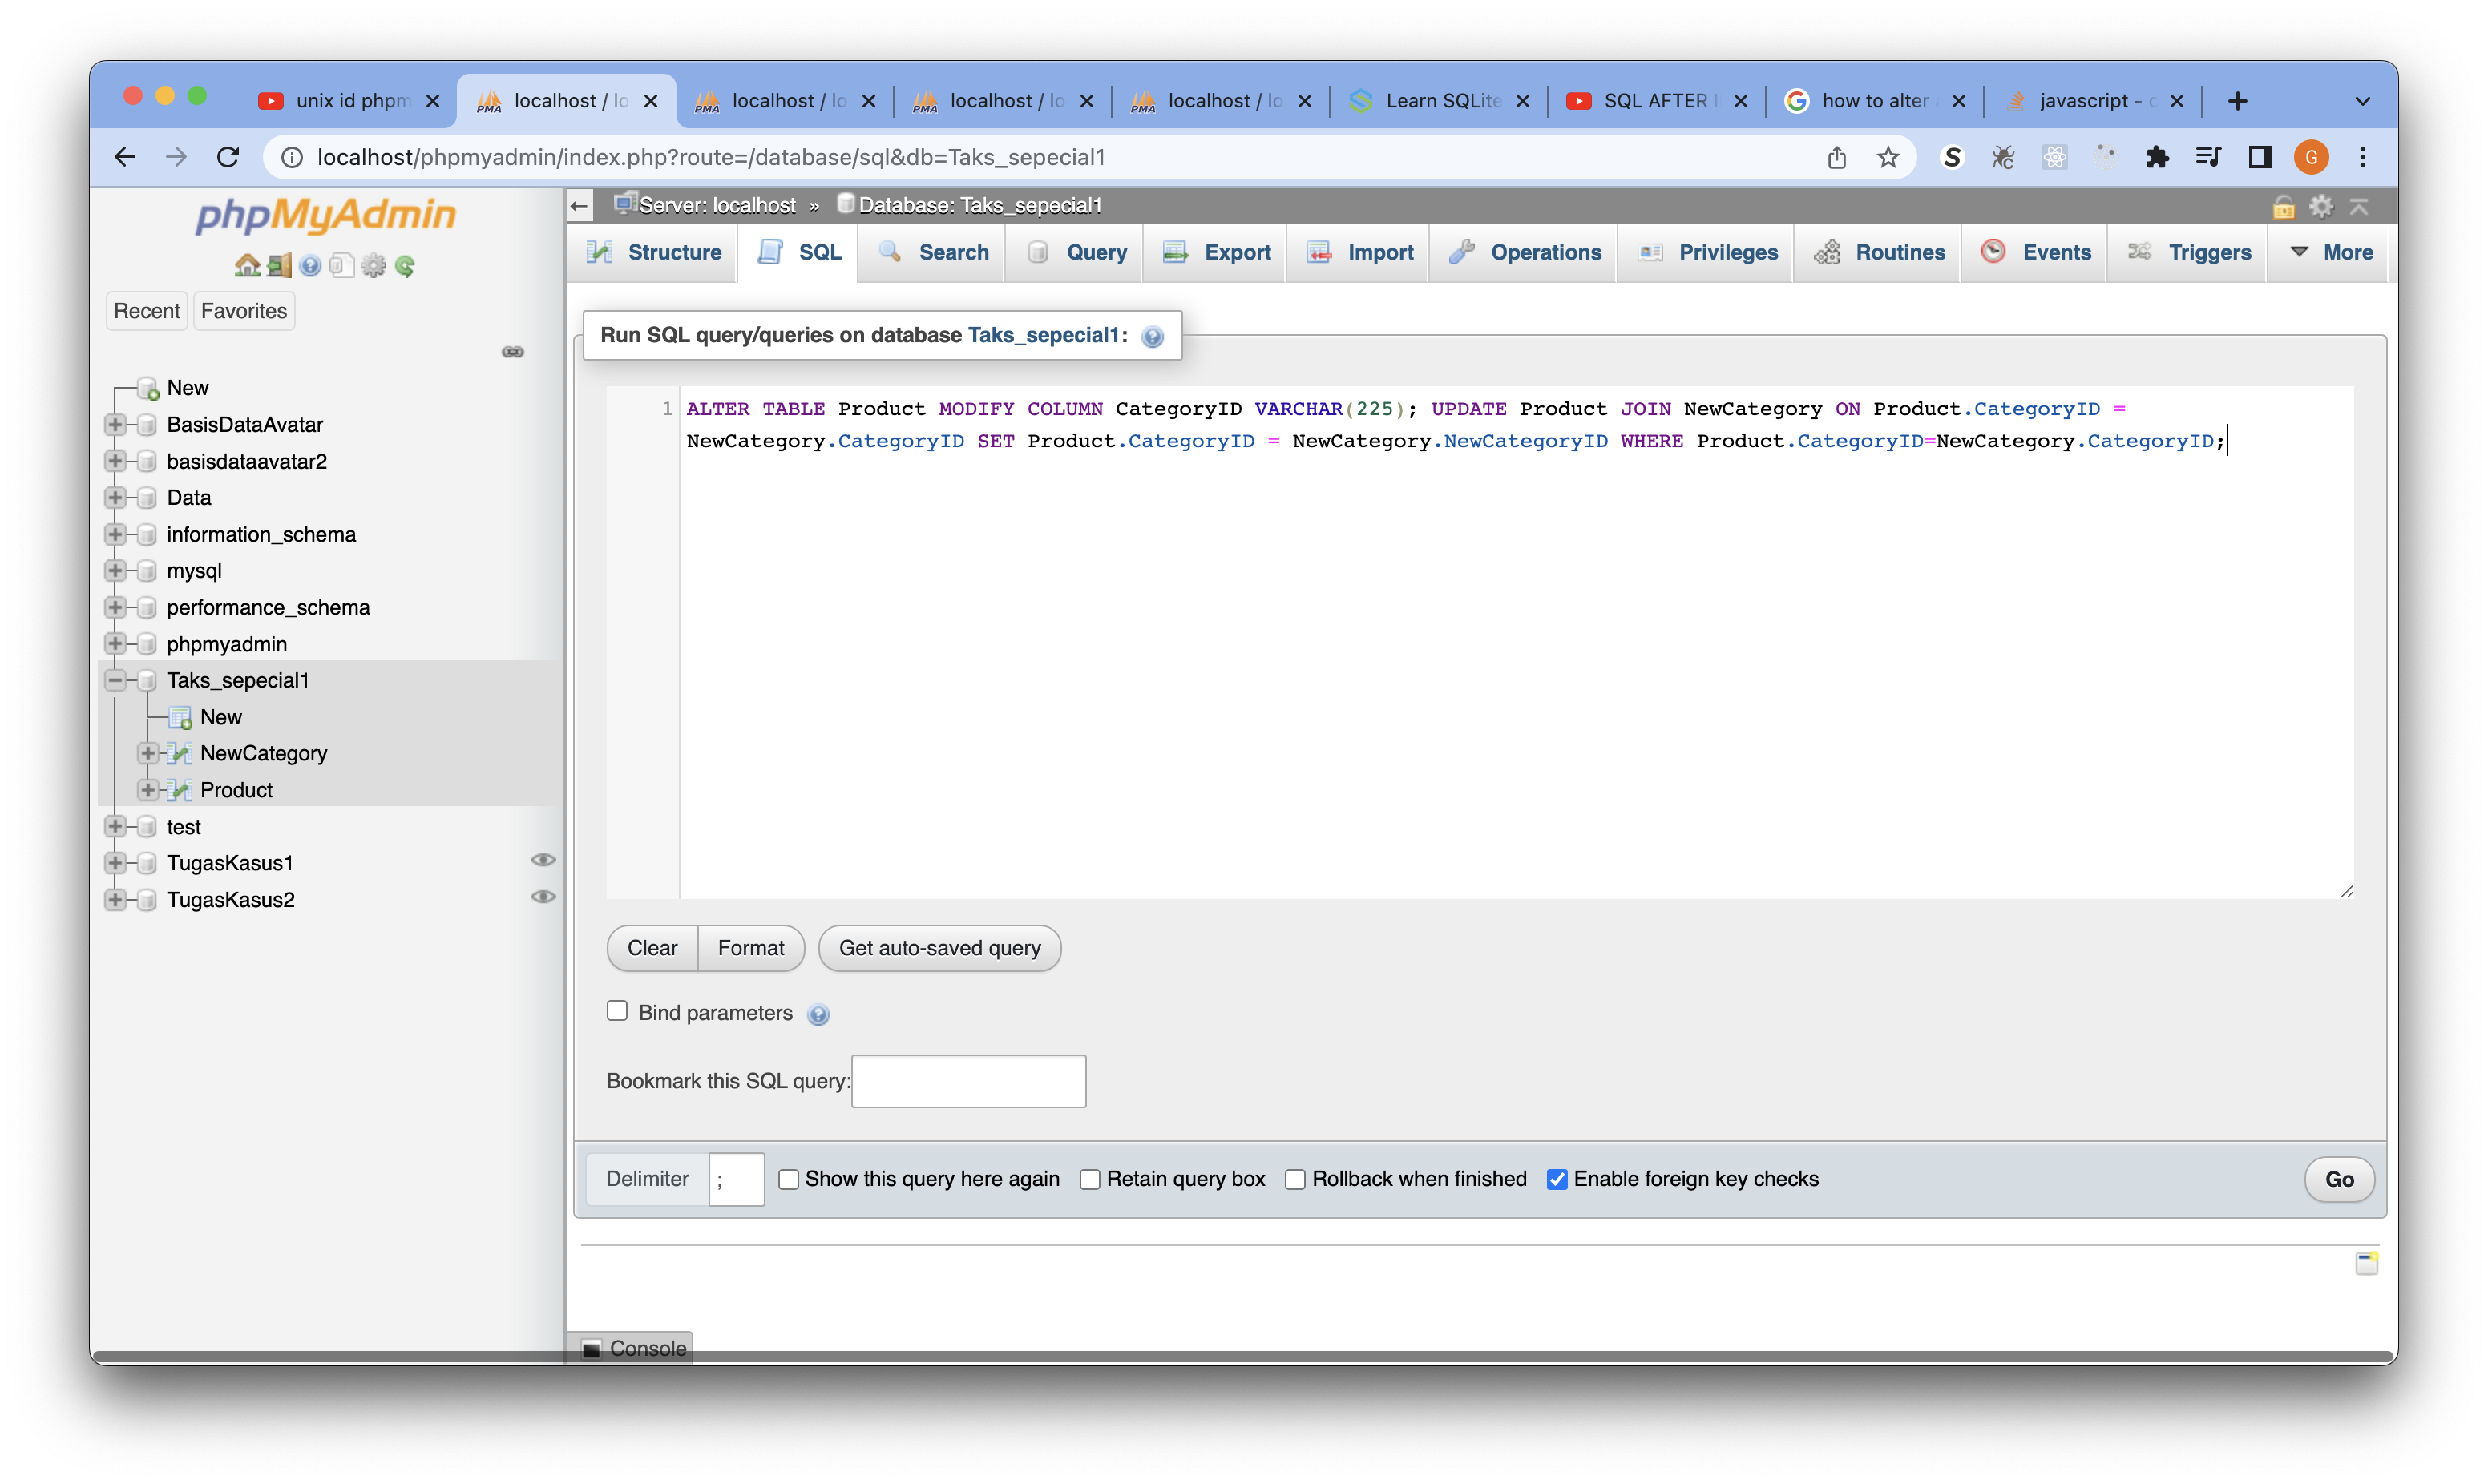 unix id phpm
localhost / lo
localhost / lo
localhost / lo
localhost / lo
Learn SQLite
SQL AFTER
how to alter
javascript -
localhost/phpmyadmin/index.php?route=/database/sql&db=Taks_sepecial1
G
phpMyAdmin
Recent
Favorites
New
BasisDataAvatar
basisdataavatar2
Data
information_schema
mysql
performance_schema
phpmyadmin
Taks_sepecial1
New
NewCategory
Product
test
TugasKasus1
TugasKasus2
Server: localhost » Database: Taks_sepecial1
Structure SQL Search Query Export Import Operations Privileges Routines Events Triggers More
Run SQL query/queries on database Taks_sepecial1:
1 ALTER TABLE Product MODIFY COLUMN CategoryID VARCHAR(225); UPDATE Product JOIN NewCategory ON Product.CategoryID =
NewCategory.CategoryID SET Product.CategoryID = NewCategory.NewCategoryID WHERE Product.CategoryID=NewCategory.CategoryID;
Clear Format Get auto-saved query
Bind parameters
Bookmark this SQL query:
Delimiter ; Show this query here again Retain query box Rollback when finished Enable foreign key checks Go
Console